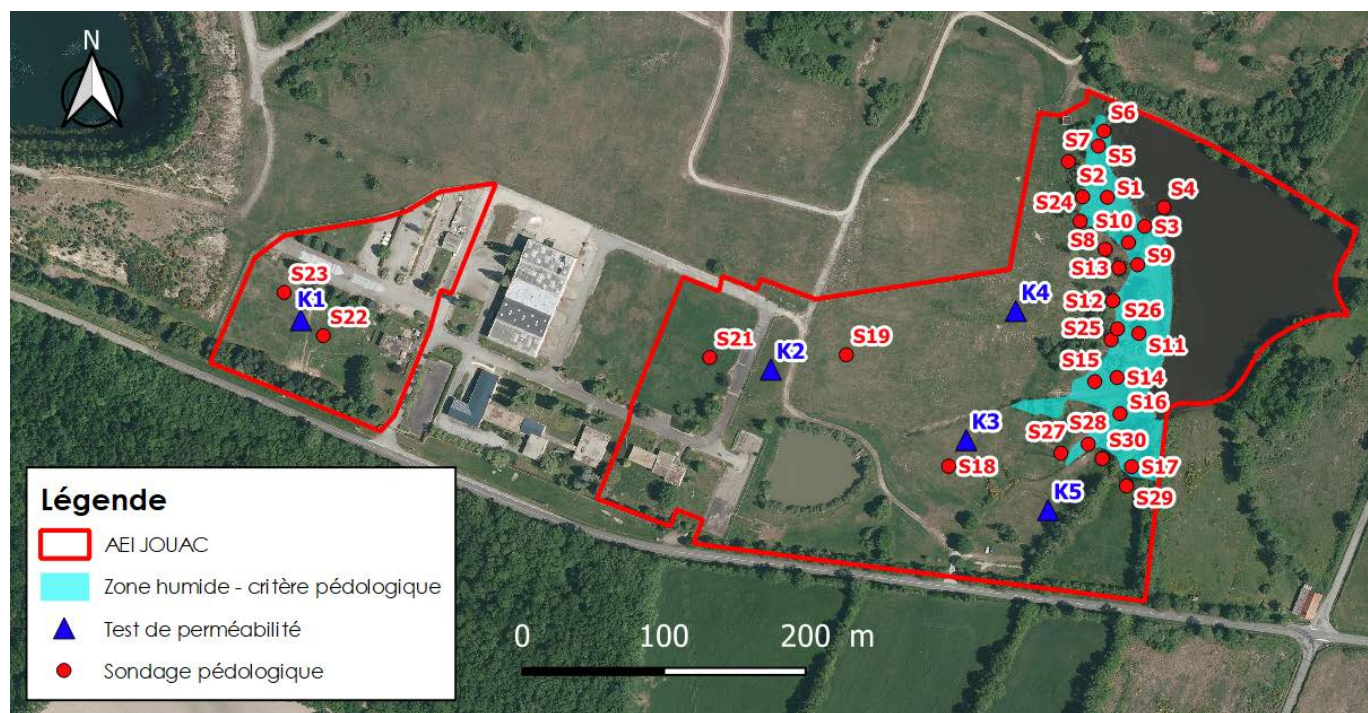 N
S6
S7
S5
S2
S1
S4
S24
S10
S3
S8
S9
S13
S23
K1
S12
K4
S22
S26
S25
S11
S21
K2
S19
S15
S14
S16
S28
K3
S27
S30
S18
S17
K5
S29
Légende
AEI JOUAC
Zone humide - critère pédologique
Test de perméabilité
Sondage pédologique
0 100 200 m